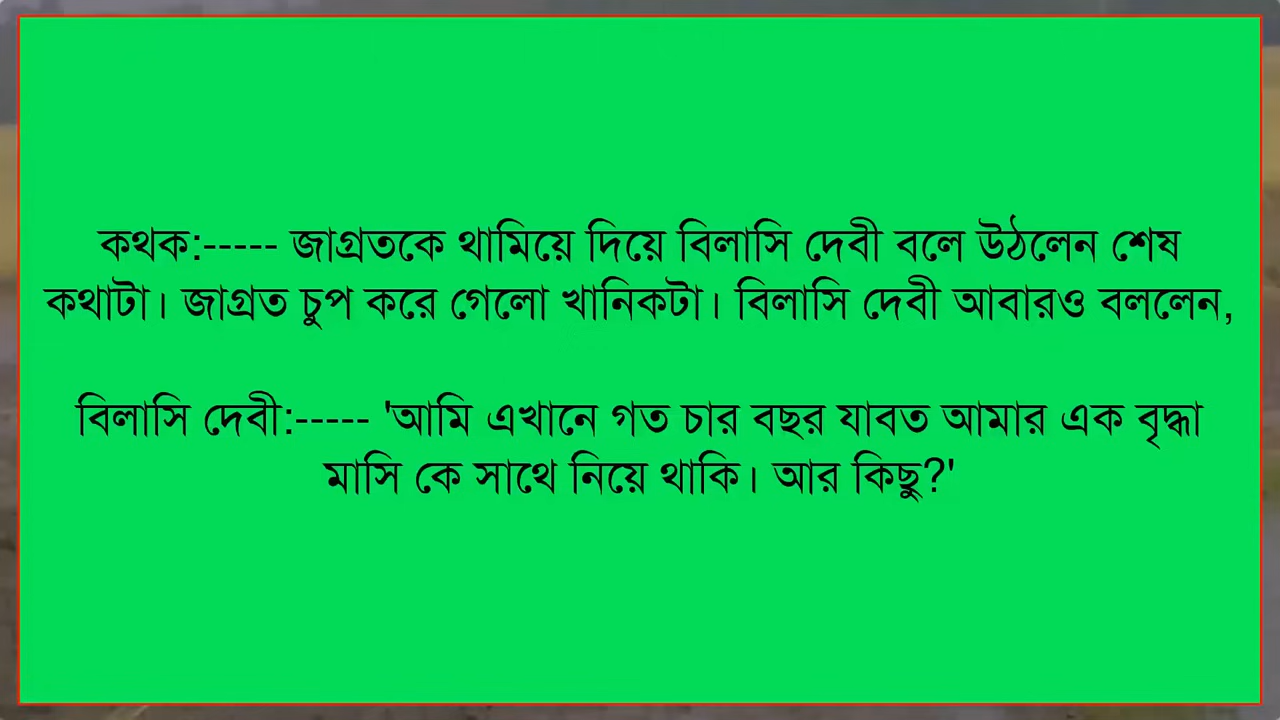 কথক:----- জাগ্রতকে থামিয়ে দিয়ে বিলাসি দেবী বলে উঠলেন শেষ
কথাটা। জাগ্রত চুপ করে গেলো খানিকটা। বিলাসি দেবী আবারও বললেন,
বিলাসি দেবী:----- 'আমি এখানে গত চার বছর যাবত আমার এক বৃদ্ধা
মাসি কে সাথে নিয়ে থাকি। আর কিছু?'